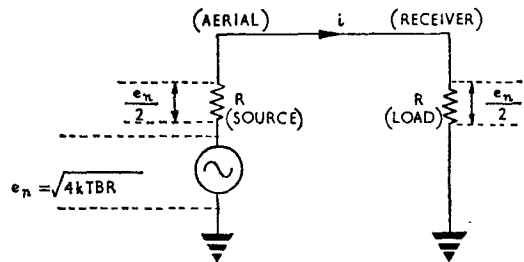 (AERIAL) i (RECEIVER)
e_n/2 R (SOURCE) R (LOAD) e_n/2
e_n = √4kTBR